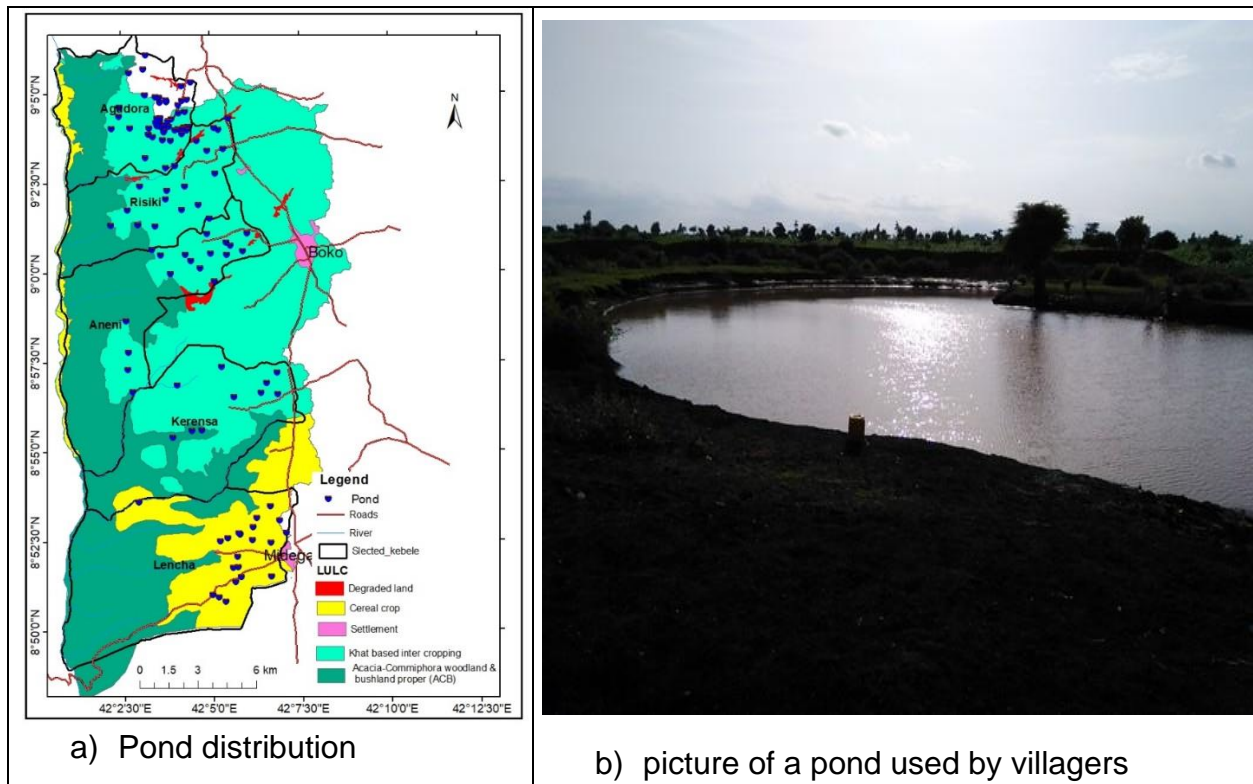 N
9°5'0"N
9°2'30"N
9°0'0"N
8°57'30"N
8°55'0"N
8°52'30"N
8°50'0"N
Agudora
Risiki
Boko
Aneni
Kerensa
Lencha
Midega
Legend
Pond
Roads
River
Slected_kebele
LULC
Degraded land
Cereal crop
Settlement
Khat based inter cropping
Acacia-Commiphora woodland &
bushland proper (ACB)
0 1.5 3 6 km
42°2'30"E 42°5'0"E 42°7'30"E 42°10'0"E 42°12'30"E
a) Pond distribution
b) picture of a pond used by villagers